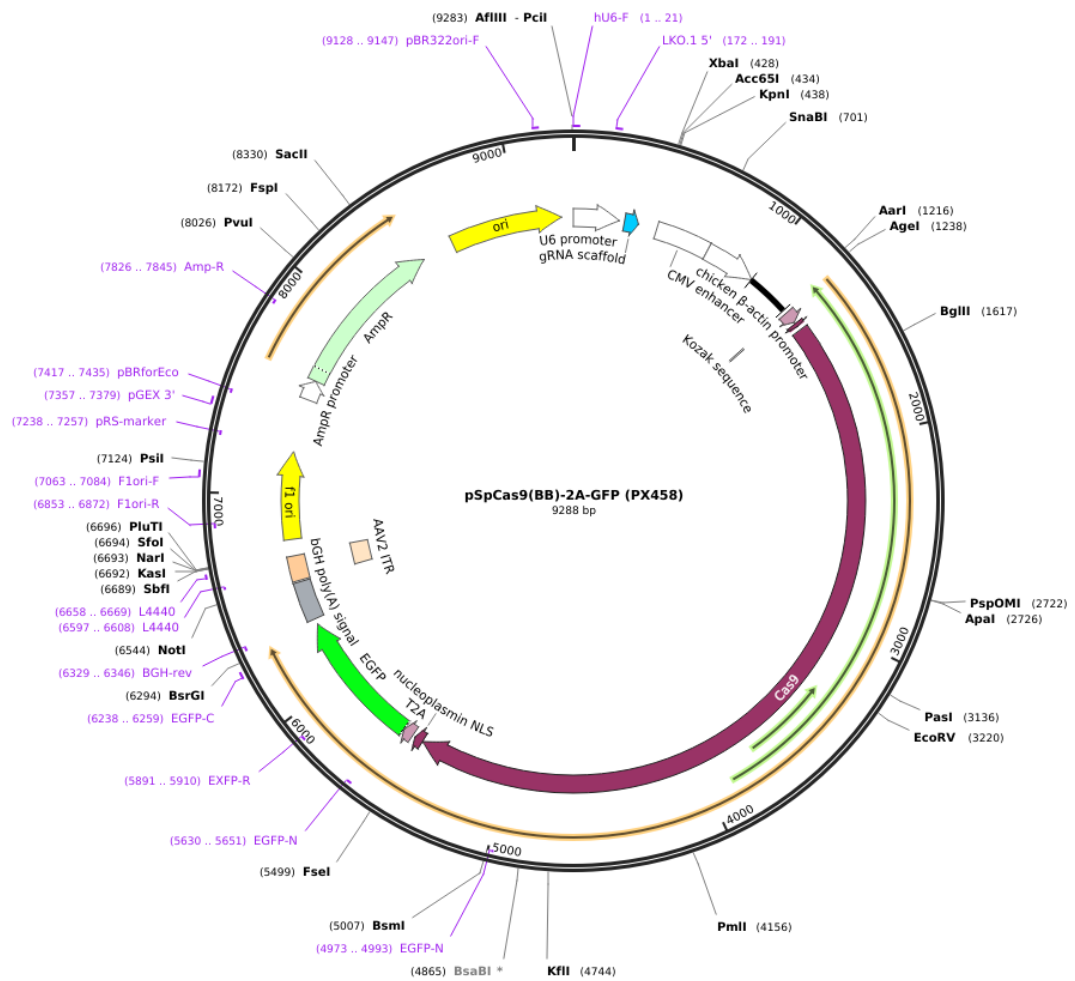 (9283) AflIII - PciI
hU6-F (1 .. 21)
(9128 .. 9147) pBR322ori-F
LKO.1 5' (172 .. 191)
XbaI (428)
Acc65I (434)
KpnI (438)
SnaBI (701)
(8330) SacII
(8172) FspI
(8026) PvuI
AarI (1216)
AgeI (1238)
(7826 .. 7845) Amp-R
BglII (1617)
(7417 .. 7435) pBRforEco
(7357 .. 7379) pGEX 3'
(7238 .. 7257) pRS-marker
(7124) PsiI
(7063 .. 7084) F1ori-F
(6853 .. 6872) F1ori-R
(6696) PluTI
(6694) SfoI
(6693) NarI
(6692) KasI
(6689) SbfI
(6658 .. 6669) L4440
(6597 .. 6608) L4440
(6544) NotI
(6329 .. 6346) BGH-rev
(6294) BsrGI
(6238 .. 6259) EGFP-C
(5891 .. 5910) EXFP-R
(5630 .. 5651) EGFP-N
(5499) FseI
(5007) BsmI
(4973 .. 4993) EGFP-N
(4865) BsaBI *
KflI (4744)
PmlI (4156)
EcoRV (3220)
PasI (3136)
ApaI (2726)
PspOMI (2722)
1000
2000
3000
4000
5000
6000
7000
8000
9000
ori
U6 promoter
gRNA scaffold
CMV enhancer
chicken β-actin promoter
Kozak sequence
Cas9
nucleoplasmin NLS
T2A
EGFP
bGH poly(A) signal
AAV2 ITR
f1 ori
AmpR promoter
AmpR
pSpCas9(BB)-2A-GFP (PX458)
9288 bp